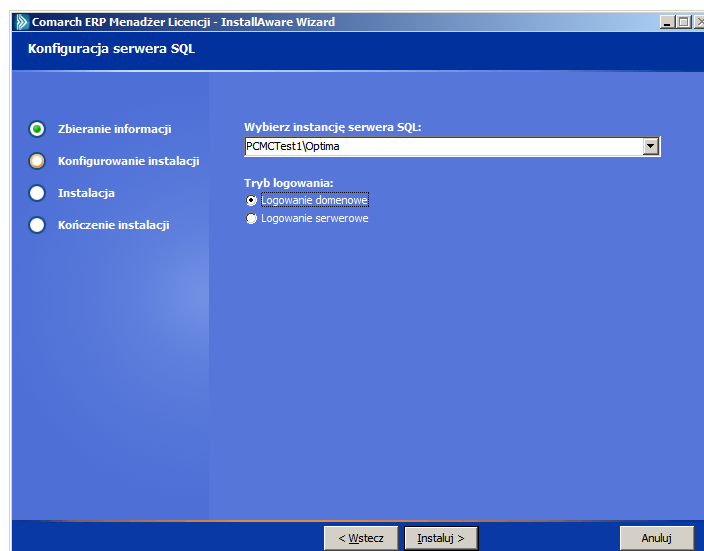 Comarch ERP Menadżer Licencji - InstallAware Wizard
Konfiguracja serwera SQL
Zbieranie informacji
Konfigurowanie instalacji
Instalacja
Kończenie instalacji
Wybierz instancję serwera SQL:
PCMCTest1\Optima
Tryb logowania:
Logowanie domenowe
Logowanie serwerowe
< Wstecz
Instaluj >
Anuluj